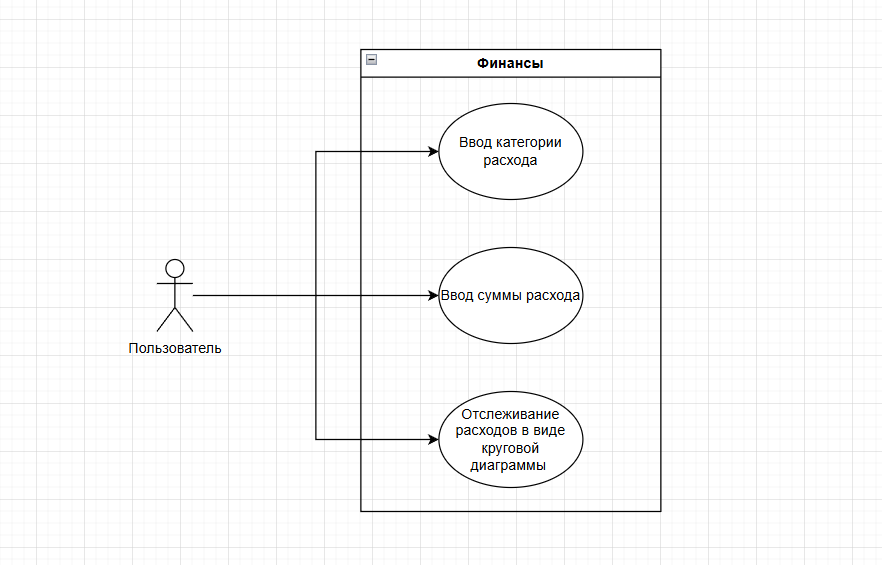 Финансы
Ввод категории
расхода
Ввод суммы расхода
Пользователь
Отслеживание
расходов в виде
круговой
диаграммы